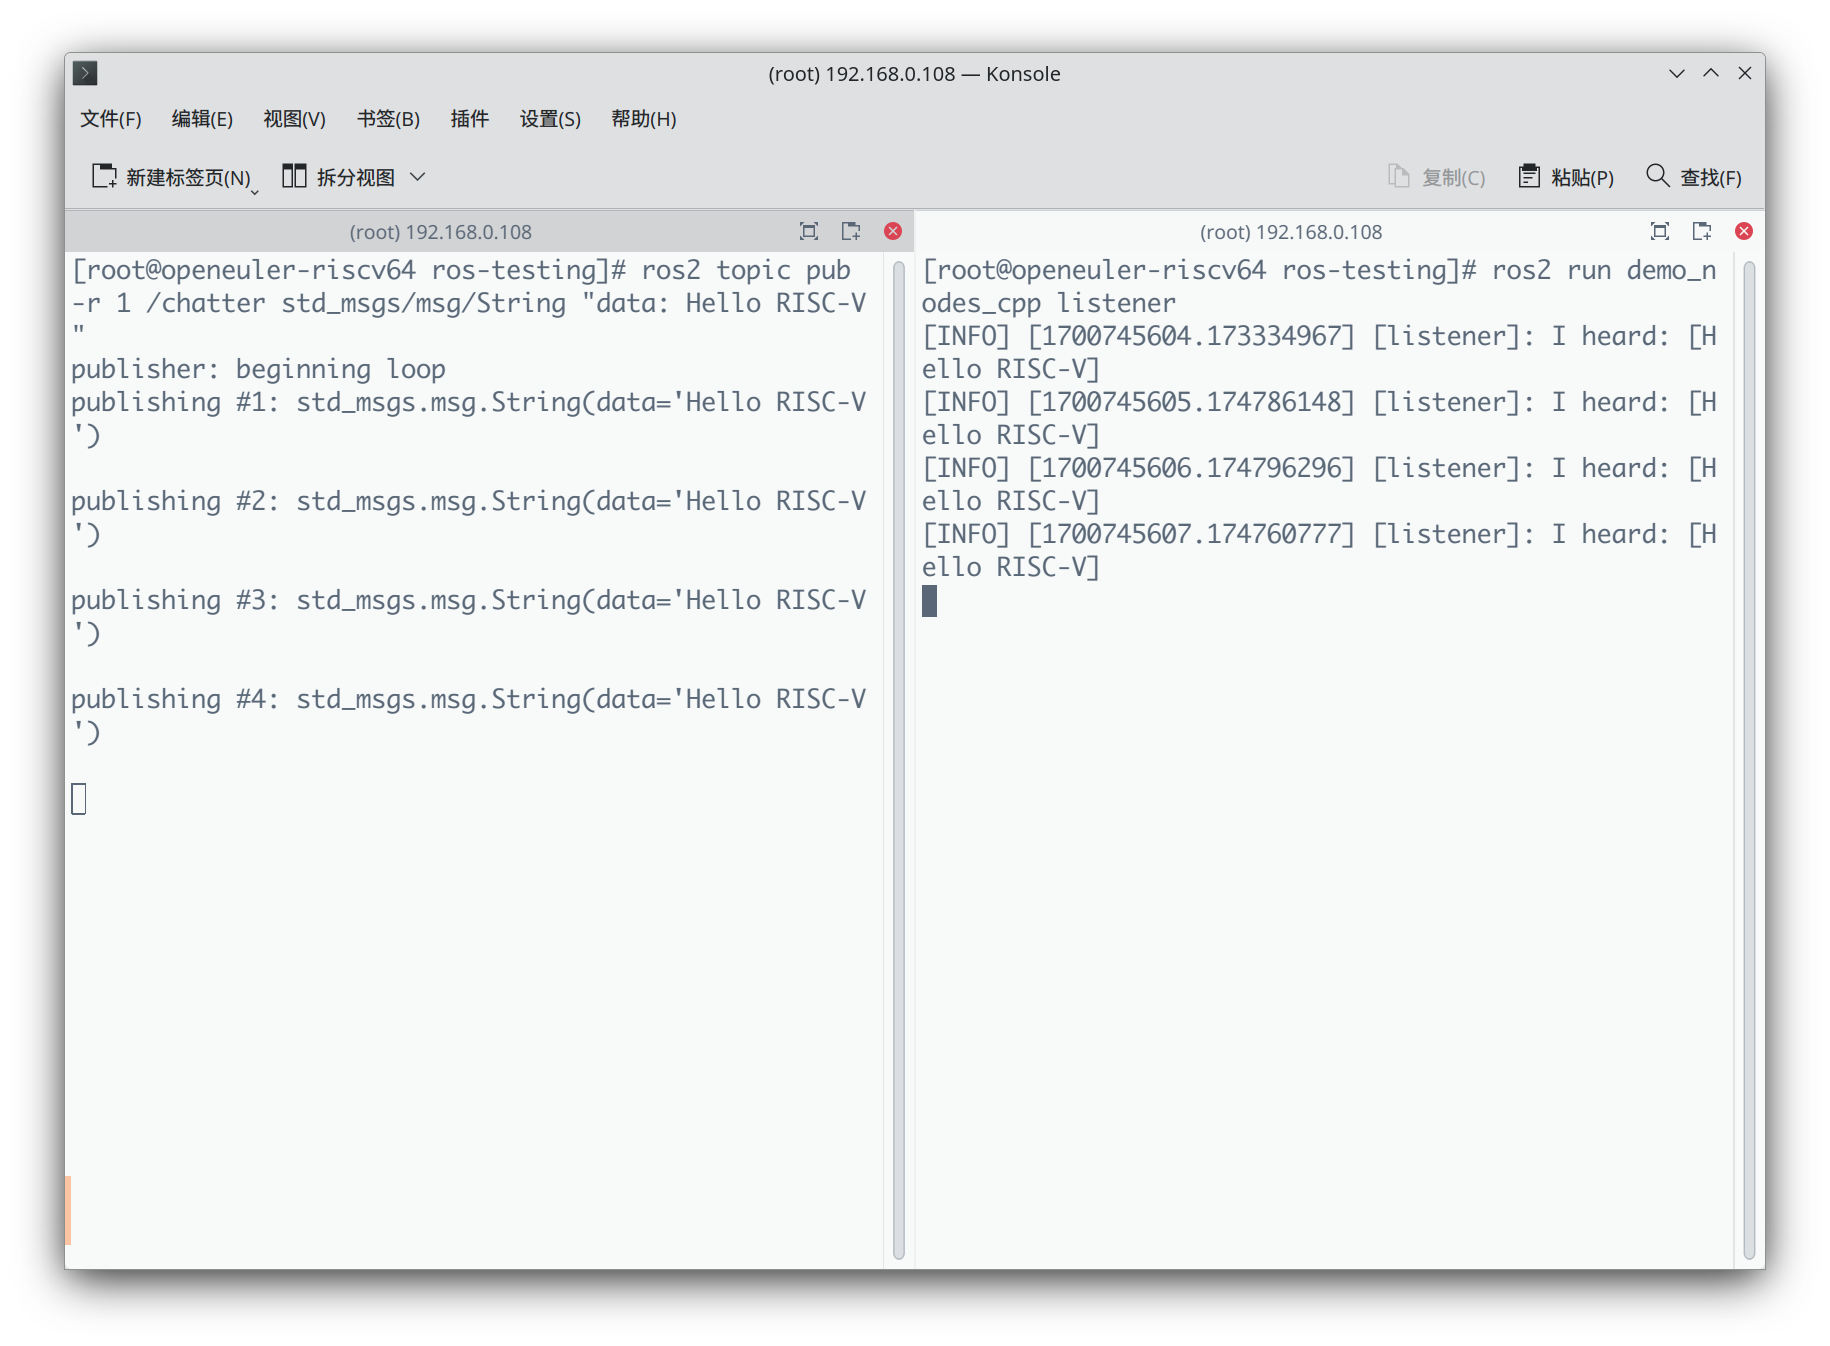 (root) 192.168.0.108 — Konsole
文件(F) 编辑(E) 视图(V) 书签(B) 插件 设置(S) 帮助(H)
新建标签页(N) 拆分视图 复制(C) 粘贴(P) 查找(F)
(root) 192.168.0.108
[root@openeuler-riscv64 ros-testing]# ros2 topic pub
-r 1 /chatter std_msgs/msg/String "data: Hello RISC-V
"
publisher: beginning loop
publishing #1: std_msgs.msg.String(data='Hello RISC-V
')
publishing #2: std_msgs.msg.String(data='Hello RISC-V
')
publishing #3: std_msgs.msg.String(data='Hello RISC-V
')
publishing #4: std_msgs.msg.String(data='Hello RISC-V
')
(root) 192.168.0.108
[root@openeuler-riscv64 ros-testing]# ros2 run demo_n
odes_cpp listener
[INFO] [1700745604.173334967] [listener]: I heard: [H
ello RISC-V]
[INFO] [1700745605.174786148] [listener]: I heard: [H
ello RISC-V]
[INFO] [1700745606.174796296] [listener]: I heard: [H
ello RISC-V]
[INFO] [1700745607.174760777] [listener]: I heard: [H
ello RISC-V]